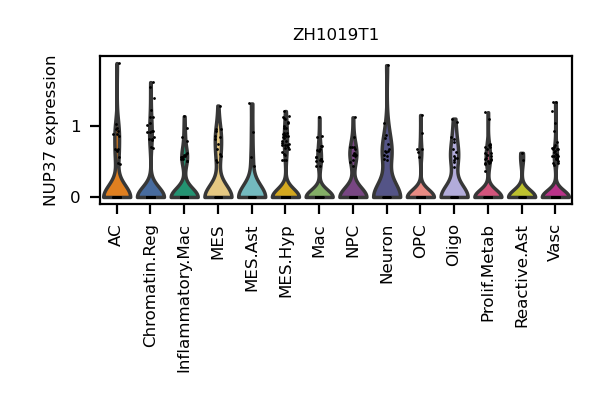 ZH1019T1
NUP37 expression
1
0
AC
Chromatin.Reg
Inflammatory.Mac
MES
MES.Ast
MES.Hyp
Mac
NPC
Neuron
OPC
Oligo
Prolif.Metab
Reactive.Ast
Vasc